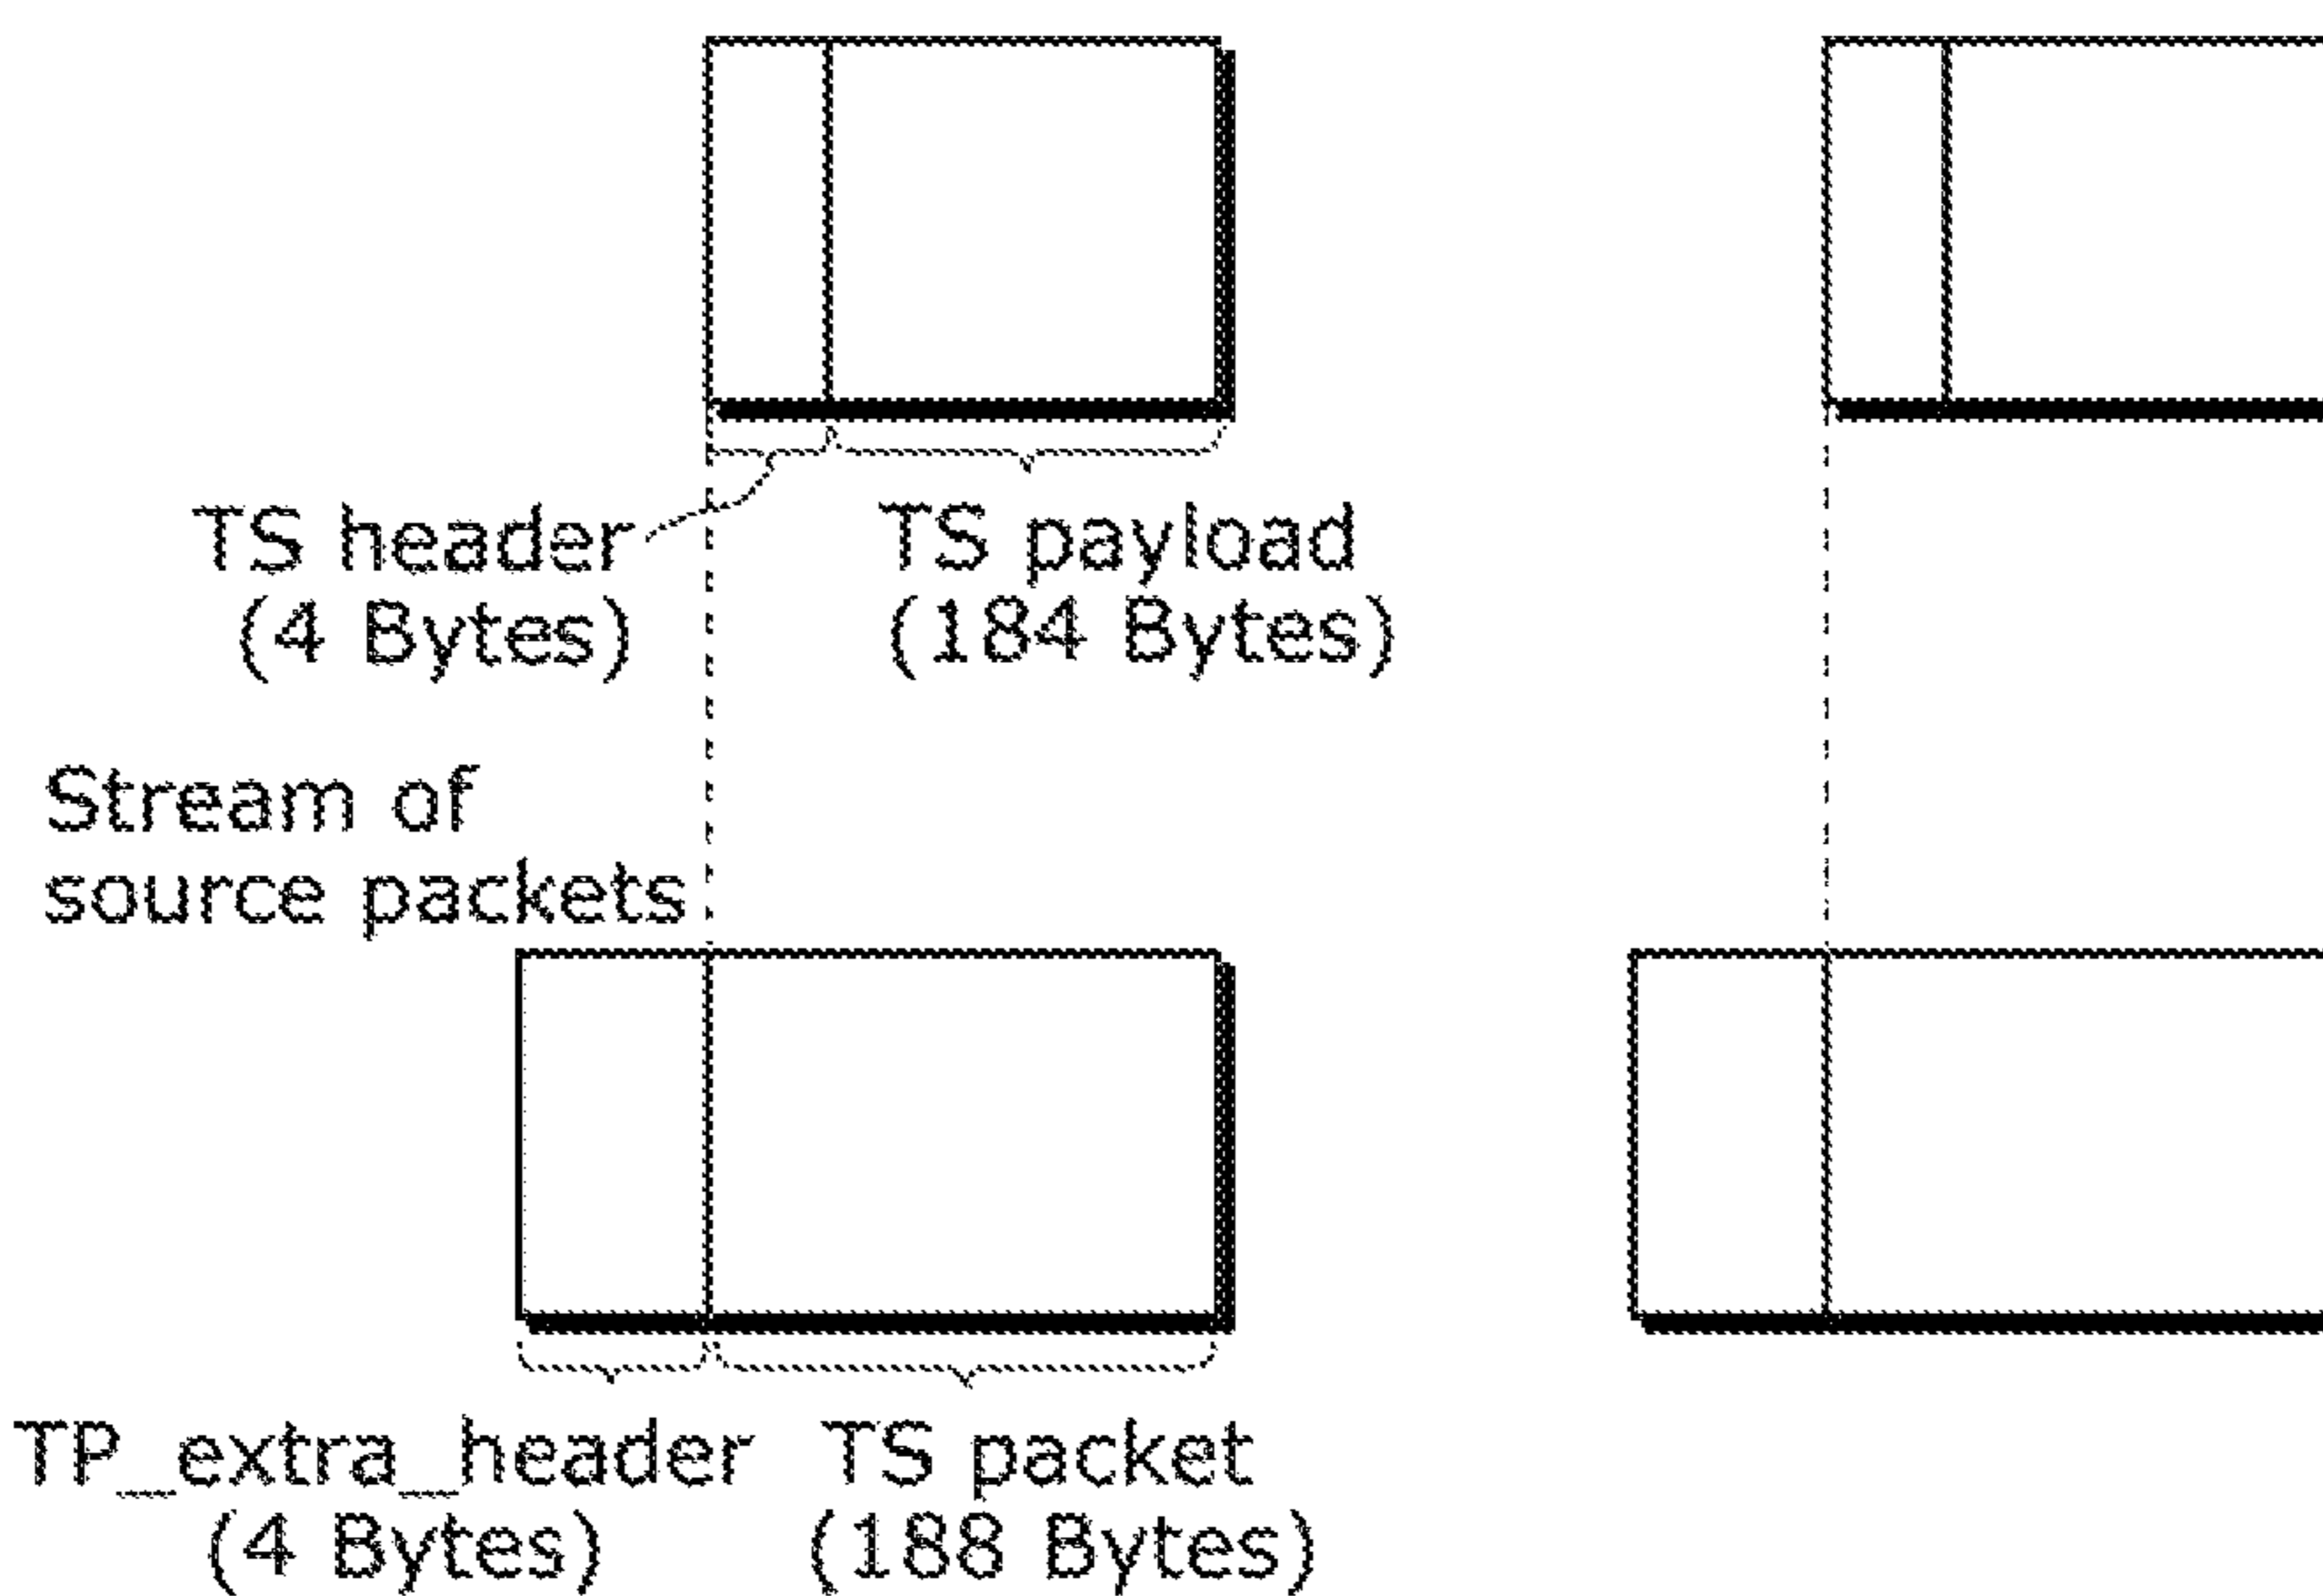 TS header
(4 Bytes)
TS payload
(184 Bytes)
Stream of
source packets
TP_extra_header
(4 Bytes)
TS packet
(188 Bytes)